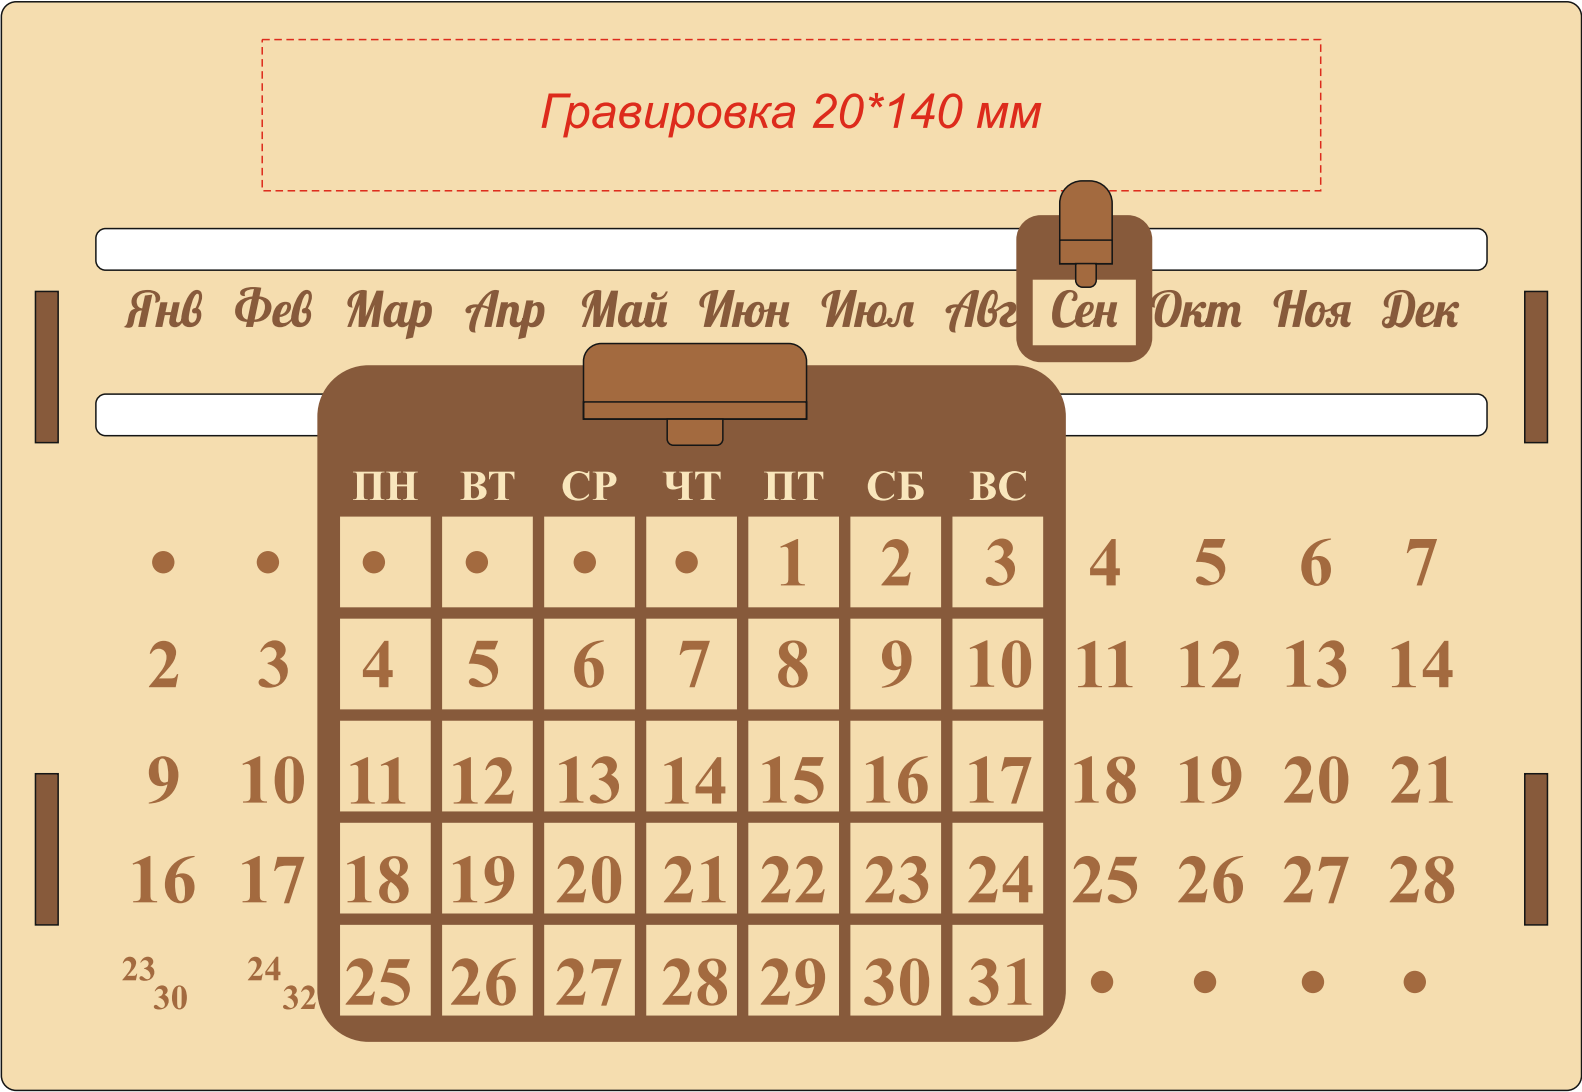 Гравировка 20*140 мм
Янв Фев Мар Апр Май Июн Июл Авг Сен Окт Ноя Дек
ПН ВТ СР ЧТ ПТ СБ ВС
• • • • • • 1 2 3 4 5 6 7
2 3 4 5 6 7 8 9 10 11 12 13 14
9 10 11 12 13 14 15 16 17 18 19 20 21
16 17 18 19 20 21 22 23 24 25 26 27 28
23 30 24 32 25 26 27 28 29 30 31 • • • •